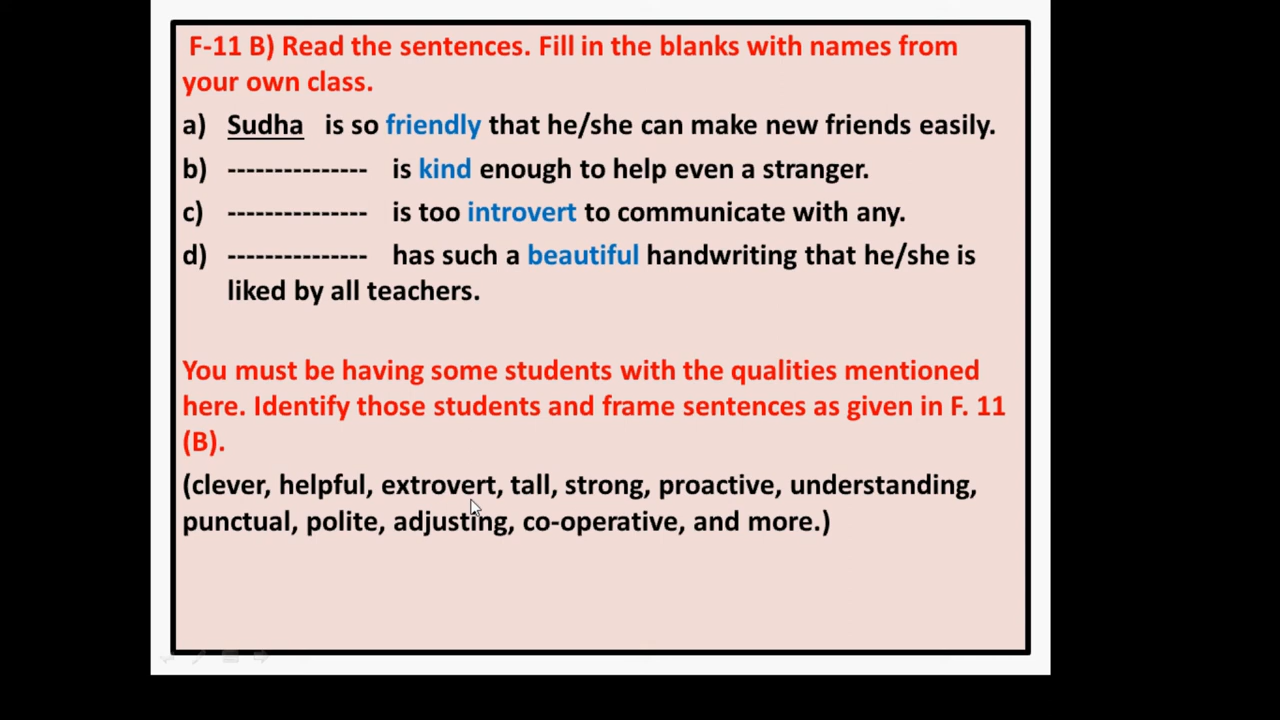 F-11 B) Read the sentences. Fill in the blanks with names from
your own class.
a) Sudha is so friendly that he/she can make new friends easily.
b) --------------- is kind enough to help even a stranger.
c) --------------- is too introvert to communicate with any.
d) --------------- has such a beautiful handwriting that he/she is
liked by all teachers.
You must be having some students with the qualities mentioned
here. Identify those students and frame sentences as given in F. 11
(B).
(clever, helpful, extrovert, tall, strong, proactive, understanding,
punctual, polite, adjusting, co-operative, and more.)